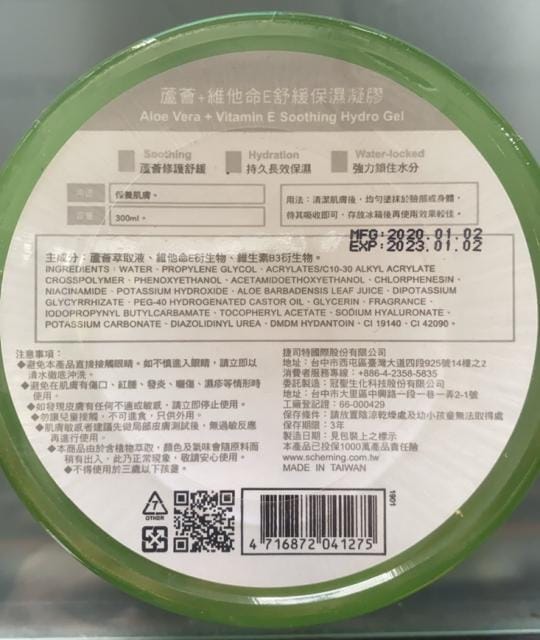 蘆薈+維他命E舒緩保濕凝膠
Aloe Vera + Vitamin E Soothing Hydro Gel
Soothing
蘆薈修護舒緩
Hydration
持久長效保濕
Water-locked
強力鎖住水分
用途：
保養肌膚。
容量：
300ml。
用法：清潔肌膚後，均勻塗抹於臉部或身體，
待其吸收即可，存放冰箱後再使用效果較佳。
MFG:2020.01.02
EXP:2023.01.02
主成分：蘆薈萃取液、維他命E衍生物、維生素B3衍生物。
INGREDIENTS：WATER、PROPYLENE GLYCOL、ACRYLATES/C10-30 ALKYL ACRYLATE
CROSSPOLYMER、PHENOXYETHANOL、ACETAMIDOETHOXYETHANOL、CHLORPHENESIN、
NIACINAMIDE、POTASSIUM HYDROXIDE、ALOE BARBADENSIS LEAF JUICE、DIPOTASSIUM
GLYCYRRHIZATE、PEG-40 HYDROGENATED CASTOR OIL、GLYCERIN、FRAGRANCE、
IODOPROPYNYL BUTYLCARBAMATE、TOCOPHERYL ACETATE、SODIUM HYALURONATE、
POTASSIUM CARBONATE、DIAZOLIDINYL UREA、DMDM HYDANTOIN、CI 19140、CI 42090。
注意事項：
◆避免本產品直接接觸眼睛。如不慎進入眼睛，請立即以
清水徹底沖洗。
◆避免在肌膚有傷口、紅腫、發炎、曬傷、濕疹等情形時
使用。
◆如發現皮膚有任何不適或敏感，請立即停止使用。
◆勿讓兒童接觸，不可進食，只供外用。
◆肌膚敏感者建議先做局部皮膚測試後，無過敏反應
再進行使用。
◆本商品由於含植物萃取，顏色及氣味會隨原料而
稍有出入，此乃正常現象，敬請安心使用。
◆不得使用於三歲以下孩童。
捷司特國際股份有限公司
地址：台中市西屯區臺灣大道四段925號14樓之2
消費者服務專線：+886-4-2358-5835
委託製造：冠聖生化科技股份有限公司
地址：台中市大里區中興路一段一巷一弄2-1號
工廠登記證：66-000429
保存條件：請放置陰涼乾燥處及幼小孩童無法取得處
保存期限：3年
製造日期：見包裝上之標示
本產品已投保1000萬產品責任險
www.scheming.com.tw
MADE IN TAIWAN
7
OTHER
1901
4 716872 041275